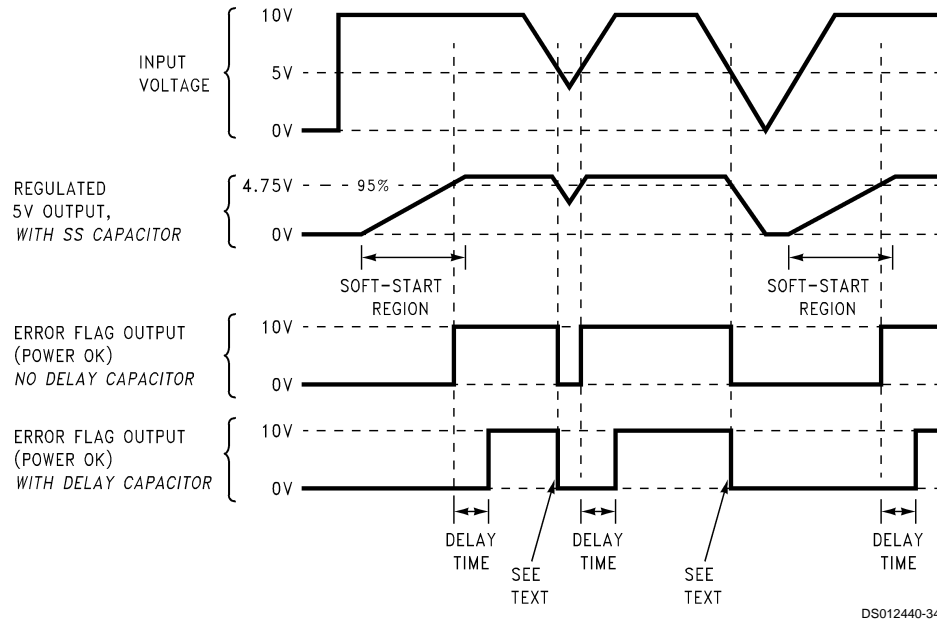 INPUT
VOLTAGE
10V
5V
0V
REGULATED
5V OUTPUT,
WITH SS CAPACITOR
4.75V
95%
0V
SOFT-START
REGION
SOFT-START
REGION
ERROR FLAG OUTPUT
(POWER OK)
NO DELAY CAPACITOR
10V
0V
ERROR FLAG OUTPUT
(POWER OK)
WITH DELAY CAPACITOR
10V
0V
DELAY
TIME
SEE
TEXT
DELAY
TIME
SEE
TEXT
DELAY
TIME
DS012440-34